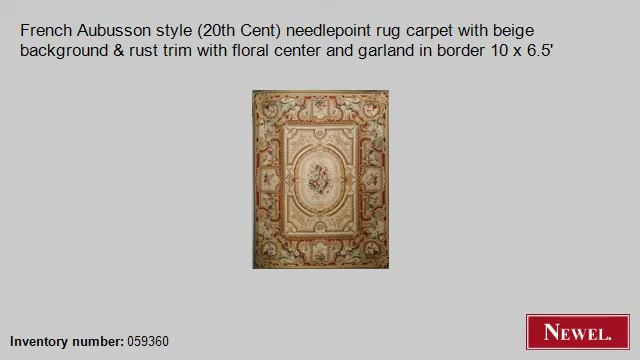 French Aubusson style (20th Cent) needlepoint rug carpet with beige
background & rust trim with floral center and garland in border 10 x 6.5'
Inventory number: 059360
NEWEL.